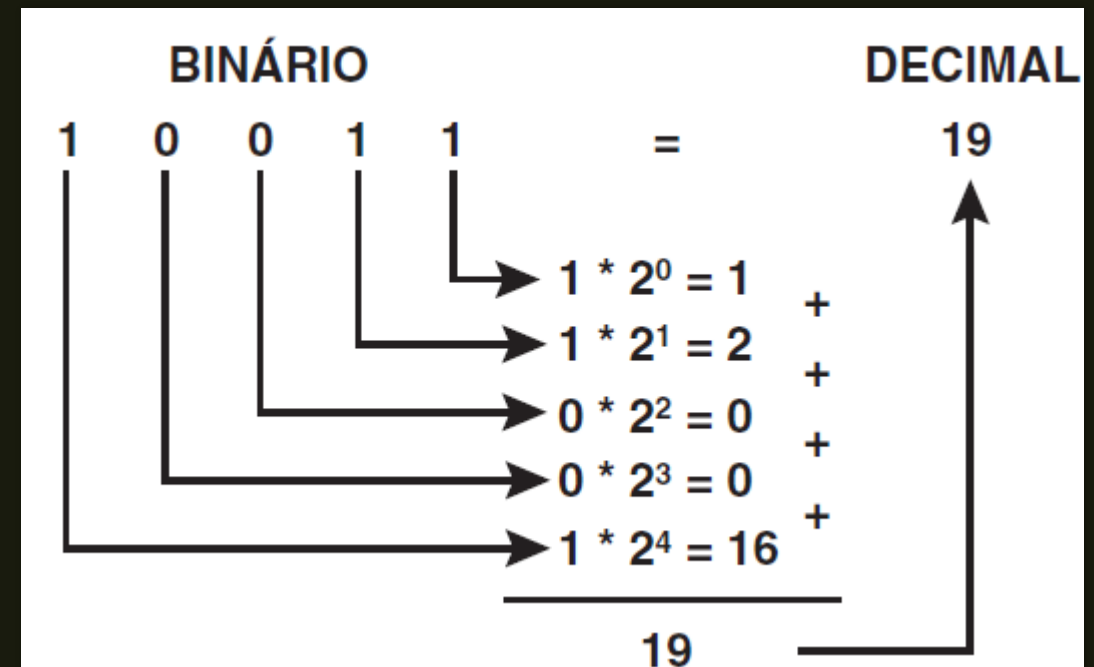 BINÁRIO DECIMAL
1 0 0 1 1 = 19
1 * 2⁰ = 1
+
1 * 2¹ = 2
+
0 * 2² = 0
+
0 * 2³ = 0
+
1 * 2⁴ = 16
19